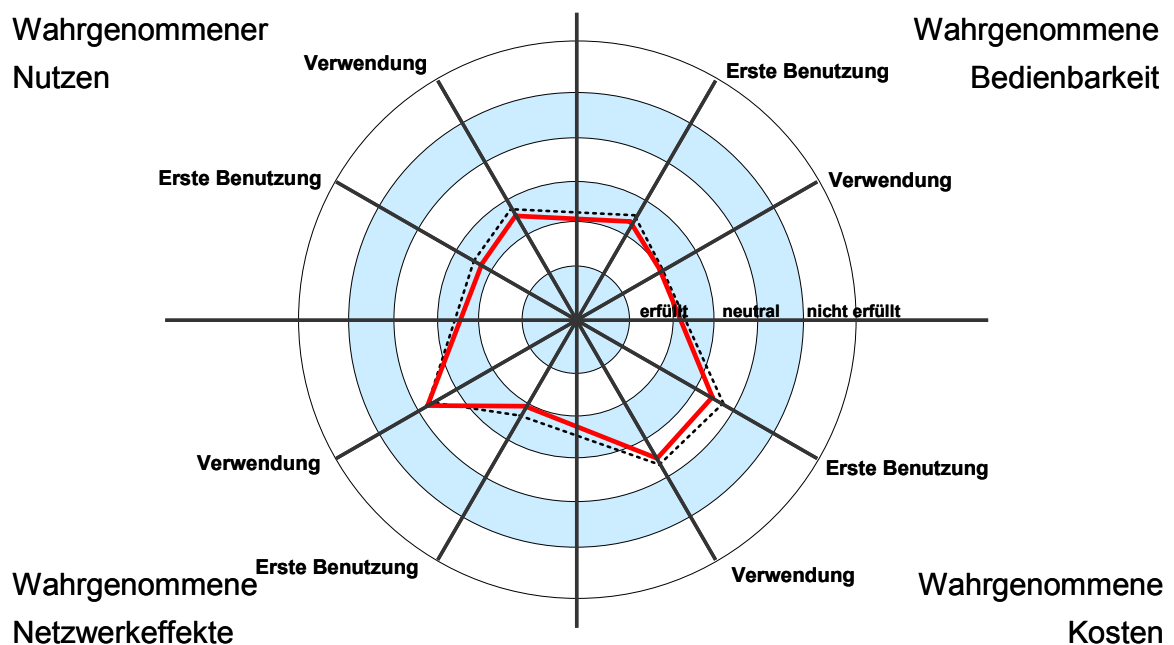 Wahrgenommener
Nutzen
Wahrgenommene
Bedienbarkeit
Verwendung
Erste Benutzung
Erste Benutzung
Verwendung
erfüllt
neutral
nicht erfüllt
Verwendung
Erste Benutzung
Erste Benutzung
Verwendung
Wahrgenommene
Netzwerkeffekte
Wahrgenommene
Kosten